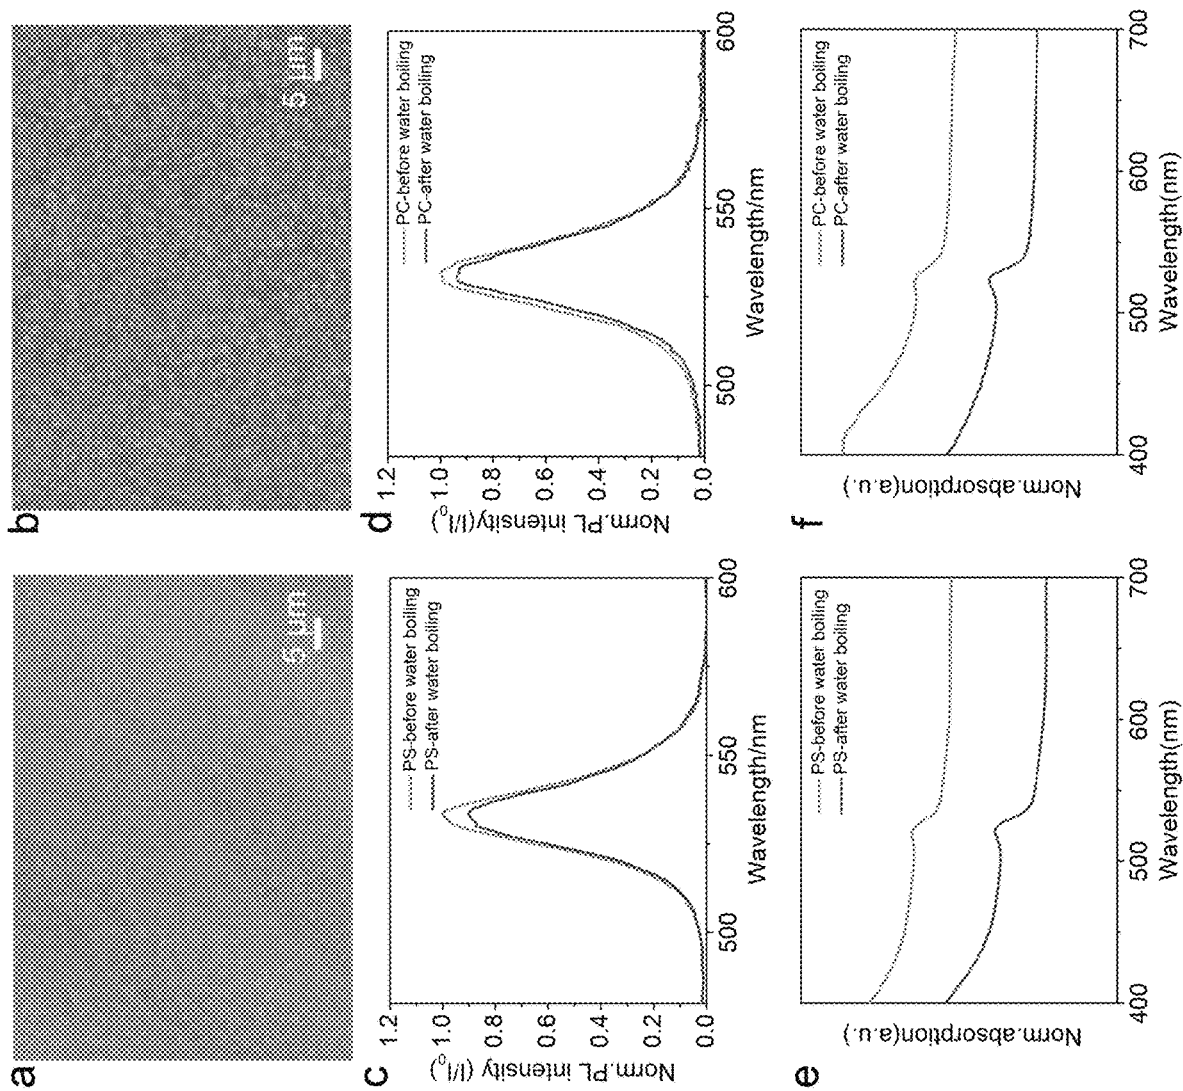 a
5 µm
b
5 µm
c
Norm.PL intensity (I/I0)
1.2
1.0
0.8
0.6
0.4
0.2
0.0
500
550
600
Wavelength/nm
PS-before water boiling
PS-after water boiling
d
Norm.PL intensity(I/I0)
1.2
1.0
0.8
0.6
0.4
0.2
0.0
500
550
600
Wavelength/nm
PC-before water boiling
PC-after water boiling
e
Norm.absorption(a.u.)
400
500
600
700
Wavelength(nm)
PS-before water boiling
PS-after water boiling
f
Norm.absorption(a.u.)
400
500
600
700
Wavelength(nm)
PC-before water boiling
PC-after water boiling